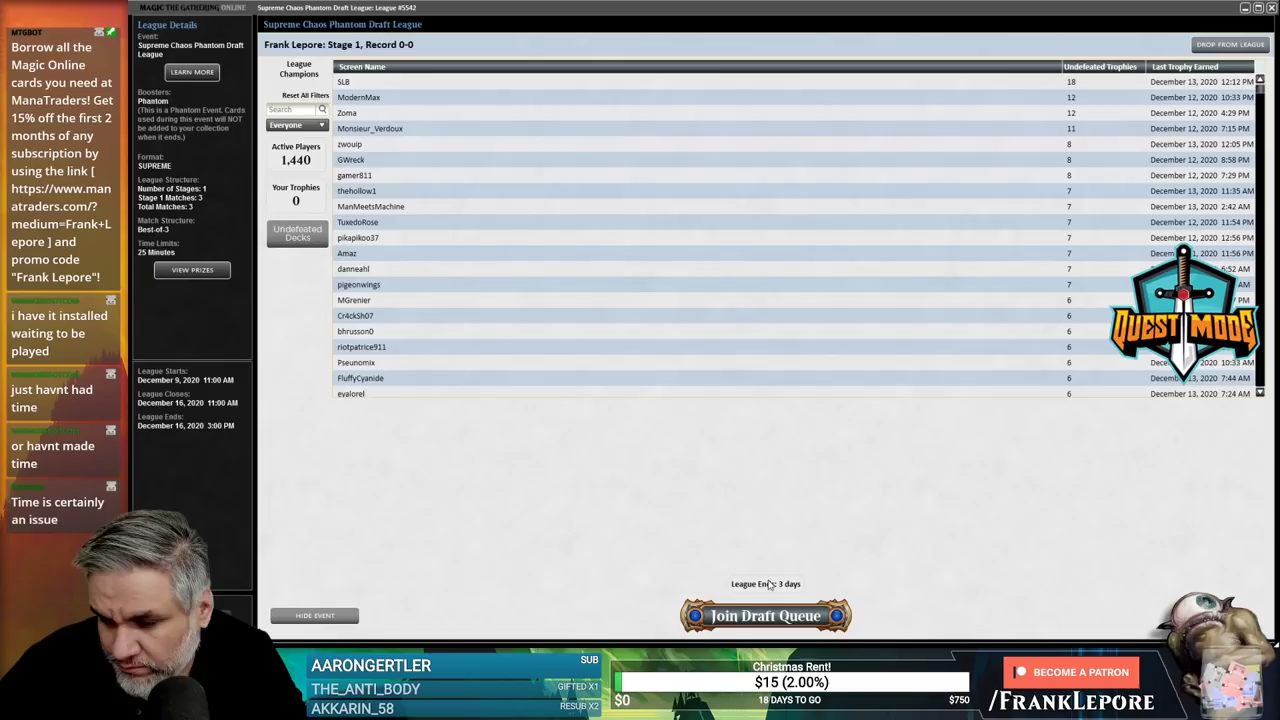 MAGIC THE GATHERING ONLINE
Supreme Chaos Phantom Draft League: League #5542
MTGBOT
Borrow all the
Magic Online
cards you need at
ManaTraders! Get
15% off the first 2
months of any
subscription by
using the link [
https://www.man
atraders.com/?
medium=Frank+L
epore ] and
promo code
"Frank Lepore"!
i have it installed
waiting to be
played
just havnt had
time
or havnt made
time
Time is certainly
an issue
League Details
Event:
Supreme Chaos Phantom Draft
League
LEARN MORE
Boosters:
Phantom
(This is a Phantom Event. Cards
used during this event will NOT
be added to your collection
when it ends.)
Format:
SUPREME
League Structure:
Number of Stages: 1
Stage 1 Matches: 3
Total Matches: 3
Match Structure:
Best-of-3
Time Limits:
25 Minutes
VIEW PRIZES
League Starts:
December 9, 2020 11:00 AM
League Closes:
December 16, 2020 11:00 AM
League Ends:
December 16, 2020 3:00 PM
Supreme Chaos Phantom Draft League
Frank Lepore: Stage 1, Record 0-0
DROP FROM LEAGUE
League
Champions
Reset All Filters
Search
Everyone
Active Players
1,440
Your Trophies
0
Undefeated
Decks
Screen Name Undefeated Trophies Last Trophy Earned
SLB 18 December 13, 2020 12:12 PM
ModernMax 12 December 12, 2020 10:33 PM
Zoma 12 December 12, 2020 4:29 PM
Monsieur_Verdoux 11 December 12, 2020 7:15 PM
zwouip 8 December 13, 2020 12:05 PM
GWreck 8 December 12, 2020 8:58 PM
gamer811 8 December 12, 2020 7:29 PM
thehollow1 7 December 13, 2020 11:35 AM
ManMeetsMachine 7 December 13, 2020 2:42 AM
TuxedoRose 7 December 12, 2020 11:54 PM
pikapikoo37 7 December 12, 2020 12:56 PM
Amaz 7 1, 2020 11:56 PM
danneahl 7 6:52 AM
pigeonwings 7 AM
MGrenier 6 PM
Cr4ckSh07 6
bhrusson0 6
riotpatrice911 6
Pseunomix 6 10:33 AM
FluffyCyanide 6 December 13, 2020 7:44 AM
eyalorel 6 December 13, 2020 7:24 AM
QUEST MODE
League Ends: 3 days
HIDE EVENT
Join Draft Queue
AARONGERTLER SUB
THE_ANTI_BODY GIFTED X1
AKKARIN_58 RESUB X2
Christmas Rent!
$15 (2.00%)
$0 18 DAYS TO GO $750
BECOME A PATRON
/FRANKLEPORE